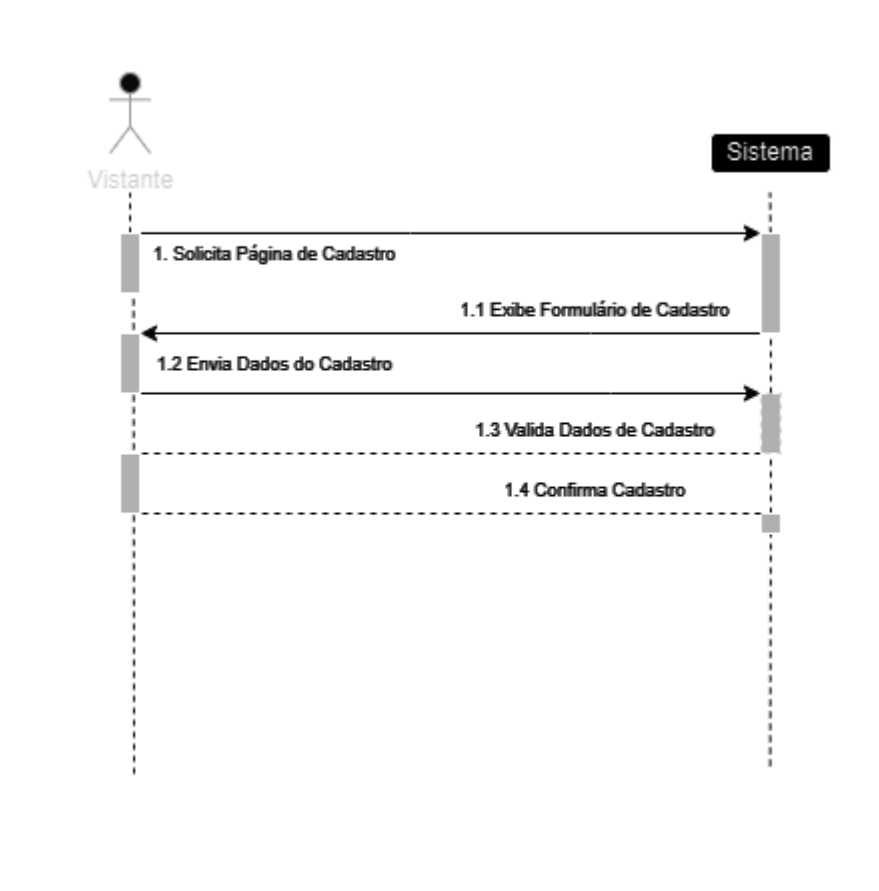 Vistante
Sistema
1. Solicita Página de Cadastro
1.1 Exibe Formulário de Cadastro
1.2 Envia Dados do Cadastro
1.3 Valida Dados de Cadastro
1.4 Confirma Cadastro